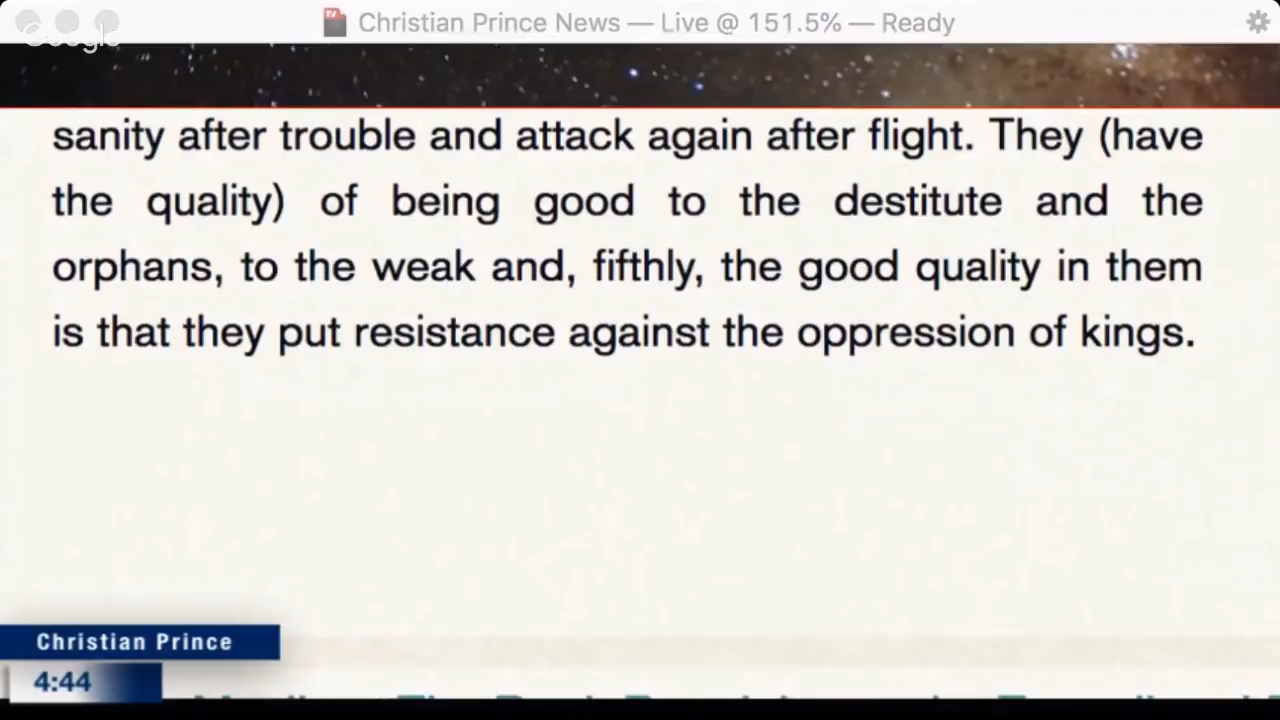 Christian Prince News — Live @ 151.5% — Ready
Google
sanity after trouble and attack again after flight. They (have
the quality) of being good to the destitute and the
orphans, to the weak and, fifthly, the good quality in them
is that they put resistance against the oppression of kings.
Christian Prince
4:44